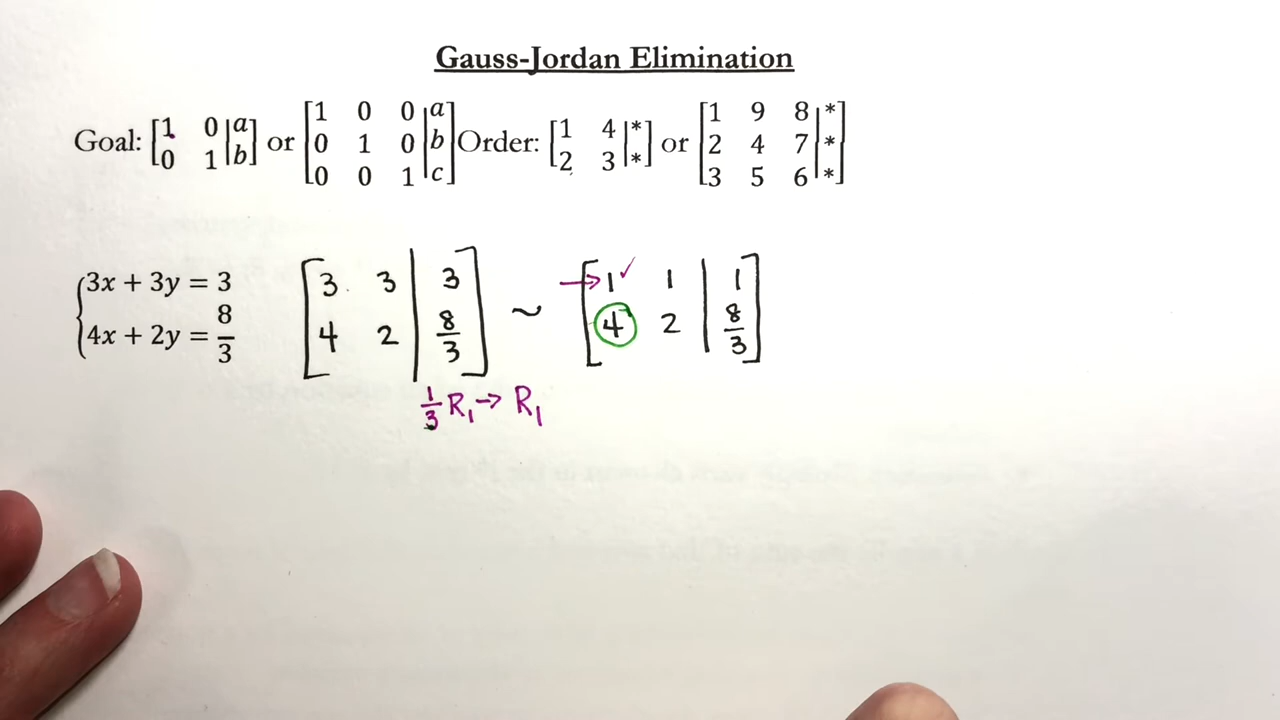 Gauss-Jordan Elimination
Goal: [1 0|a] or [1 0 0|a] Order: [1 4|*] or [1 9 8|*]
[0 1|b] [0 1 0|b] [2 3|*] [2 4 7|*]
[0 0 1|c] [3 5 6|*]
{3x + 3y = 3 [3 3 | 3] ~ →[1✓ 1 | 1]
{4x + 2y = 8/3 [4 2 | 8/3] [4 2 | 8/3]
1/3 R₁ → R₁